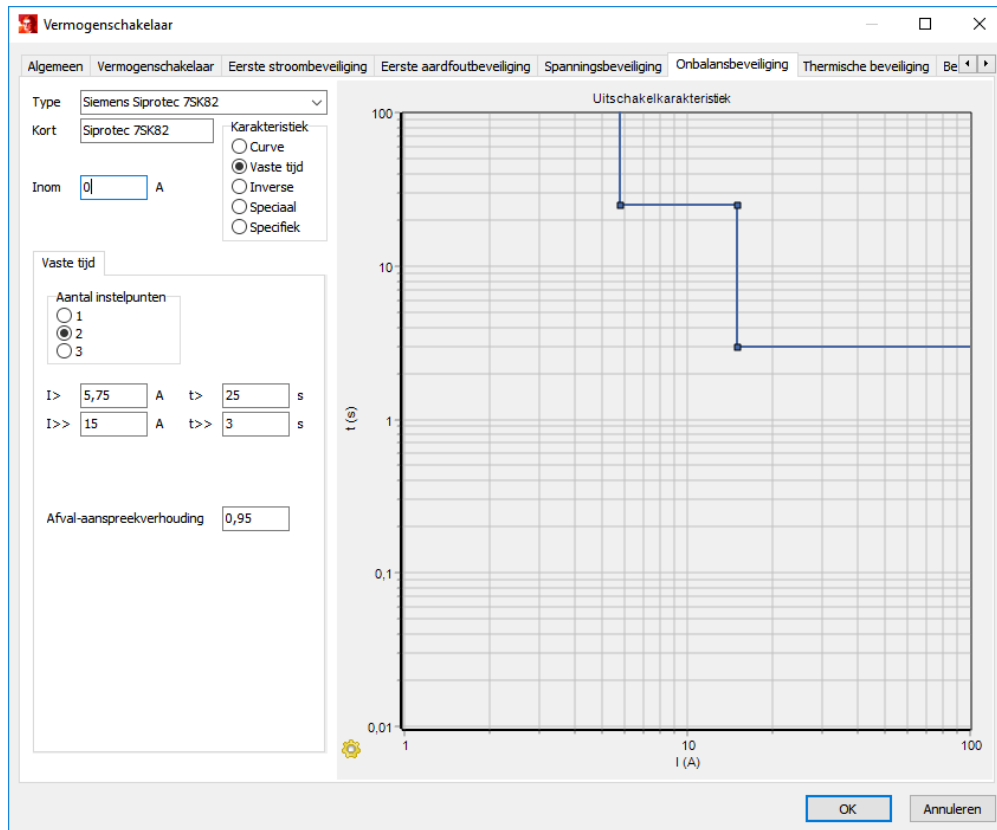 Vermogenschakelaar
Algemeen Vermogenschakelaar Eerste stroombeveiliging Eerste aardfoutbeveiliging Spanningsbeveiliging Onbalansbeveiliging Thermische beveiliging Be
Type Siemens Siprotec 7SK82
Kort Siprotec 7SK82
Karakteristiek
Curve
Vaste tijd
Inverse
Speciaal
Specifiek
Inom 0 A
Vaste tijd
Aantal instelpunten
1
2
3
I> 5,75 A t> 25 s
I>> 15 A t>> 3 s
Afval-aanspreekverhouding 0,95
Uitschakelkarakteristiek
100
10
1
0,1
0,01
t (s)
1 10 100
I (A)
OK Annuleren